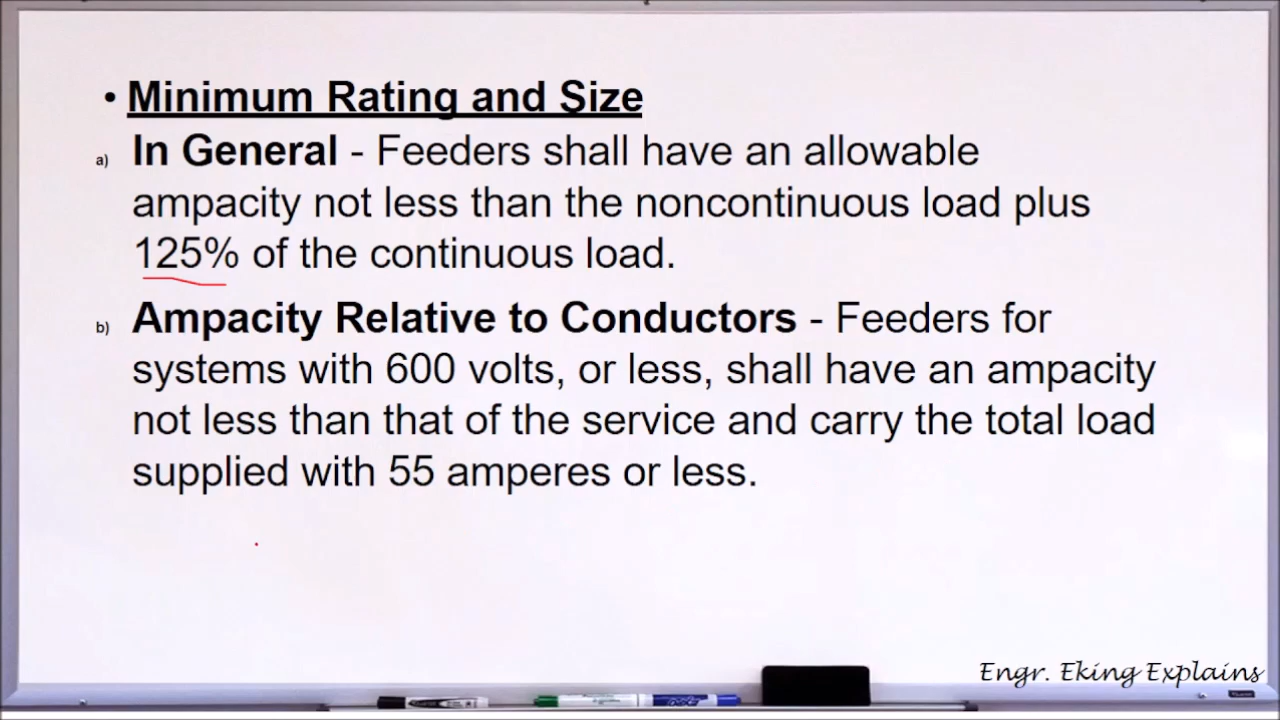 • Minimum Rating and Size
a) In General - Feeders shall have an allowable
ampacity not less than the noncontinuous load plus
125% of the continuous load.
b) Ampacity Relative to Conductors - Feeders for
systems with 600 volts, or less, shall have an ampacity
not less than that of the service and carry the total load
supplied with 55 amperes or less.
Engr. Eking Explains